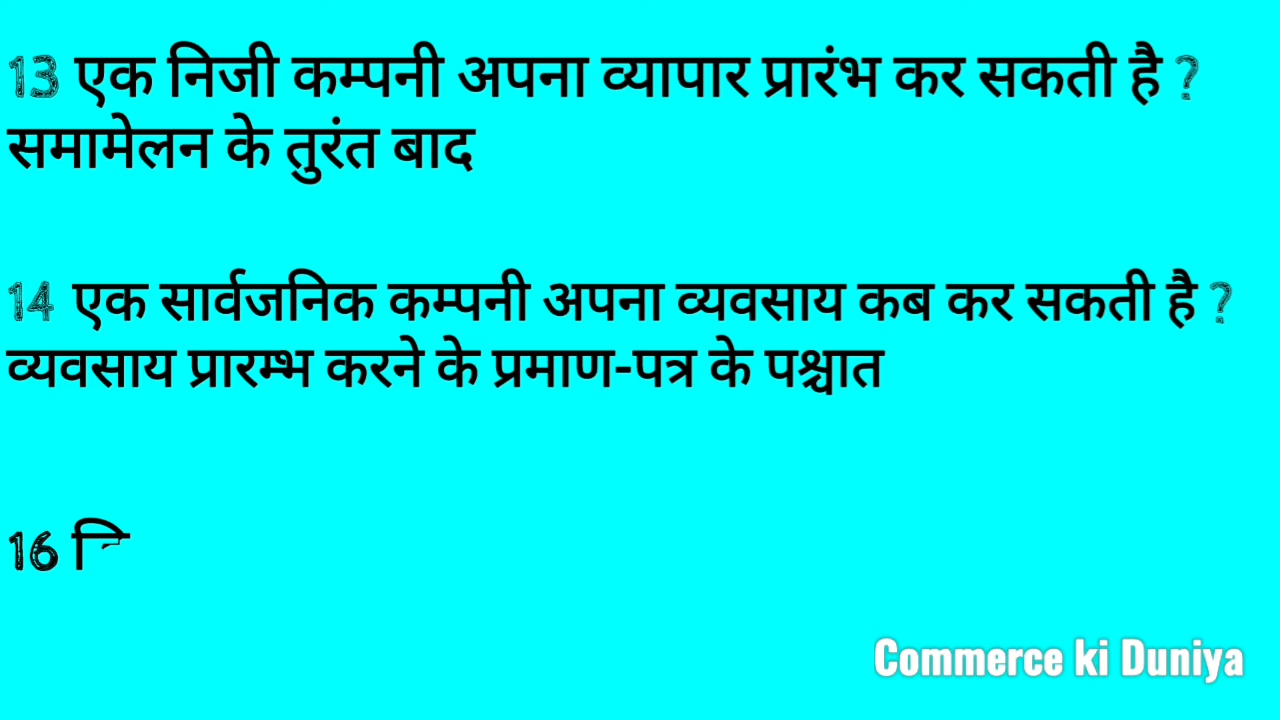 13 एक निजी कम्पनी अपना व्यापार प्रारंभ कर सकती है ?
समामेलन के तुरंत बाद
14 एक सार्वजनिक कम्पनी अपना व्यवसाय कब कर सकती है ?
व्यवसाय प्रारम्भ करने के प्रमाण-पत्र के पश्चात
16
Commerce ki Duniya